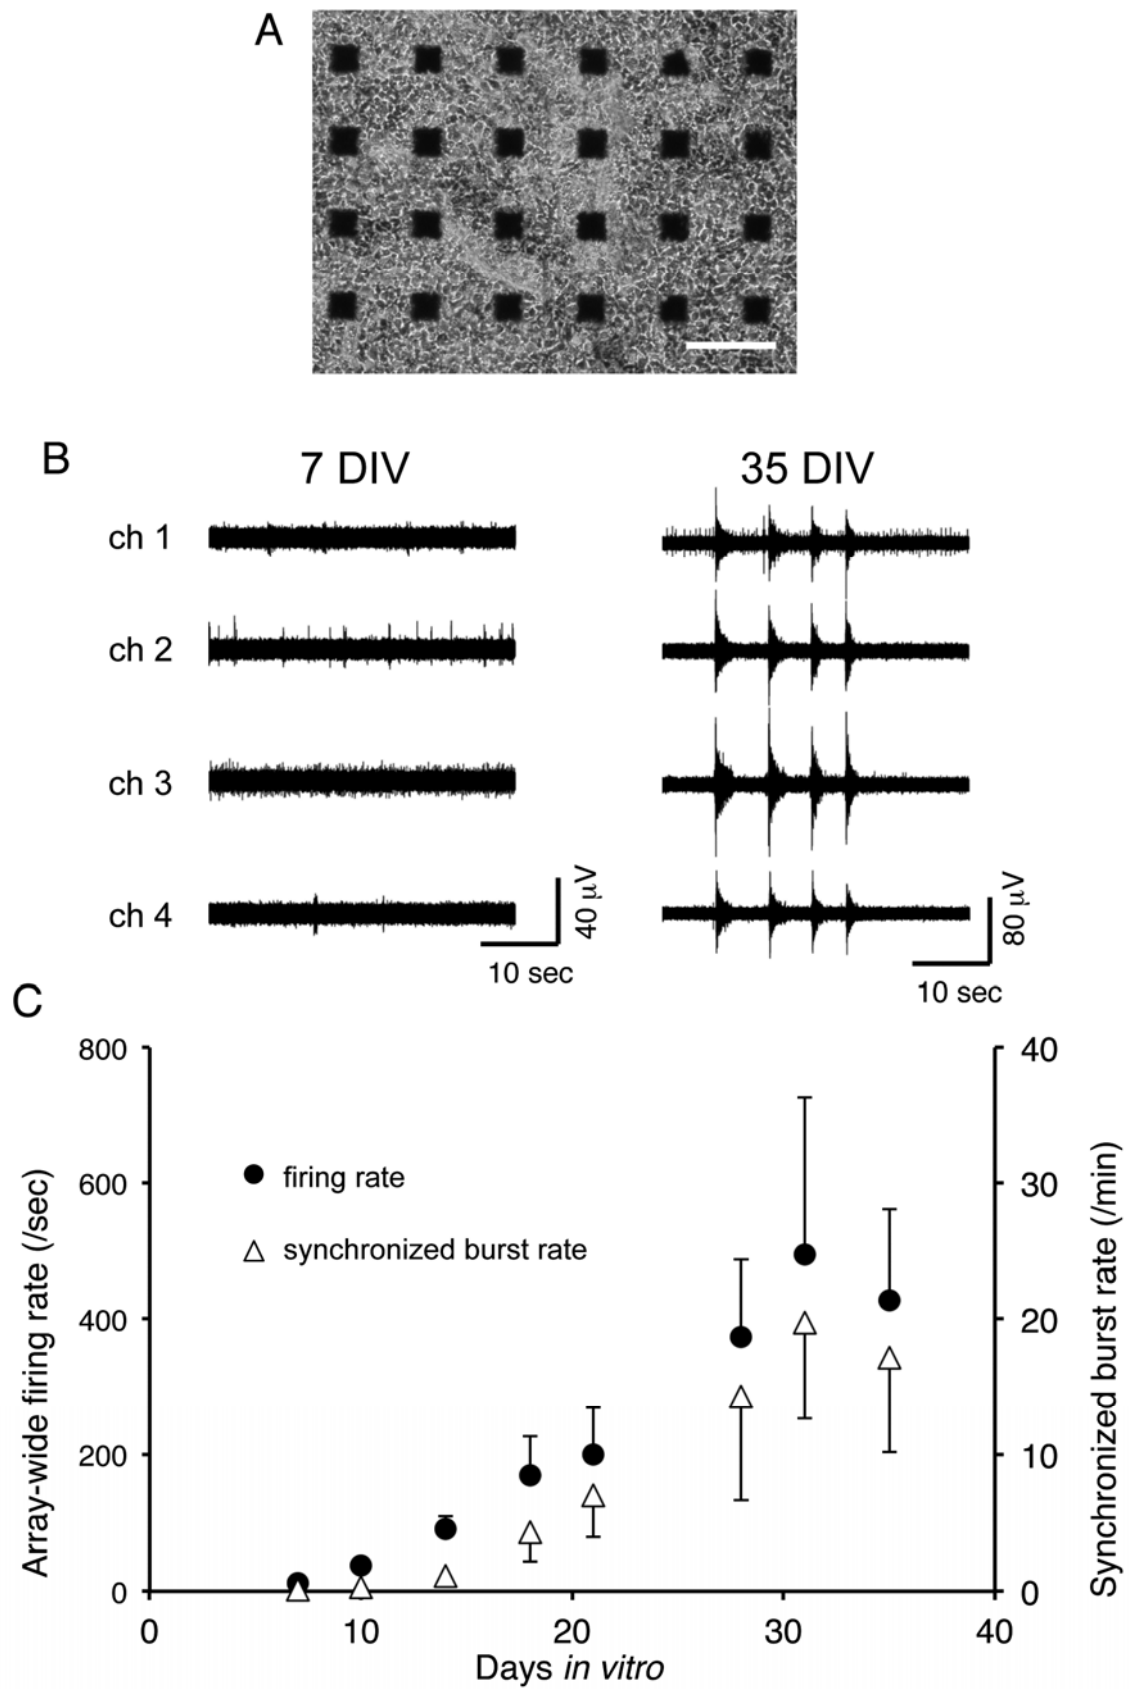 A
B
7 DIV
35 DIV
ch 1
ch 2
ch 3
ch 4
40 µV
10 sec
80 µV
10 sec
C
800
600
400
200
0
Array-wide firing rate (/sec)
firing rate
synchronized burst rate
40
30
20
10
0
Synchronized burst rate (/min)
0
10
20
30
40
Days in vitro